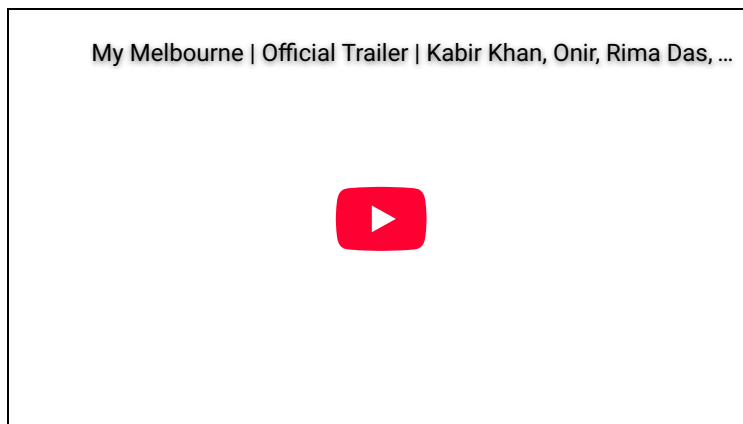 My Melbourne | Official Trailer | Kabir Khan, Onir, Rima Das, ...